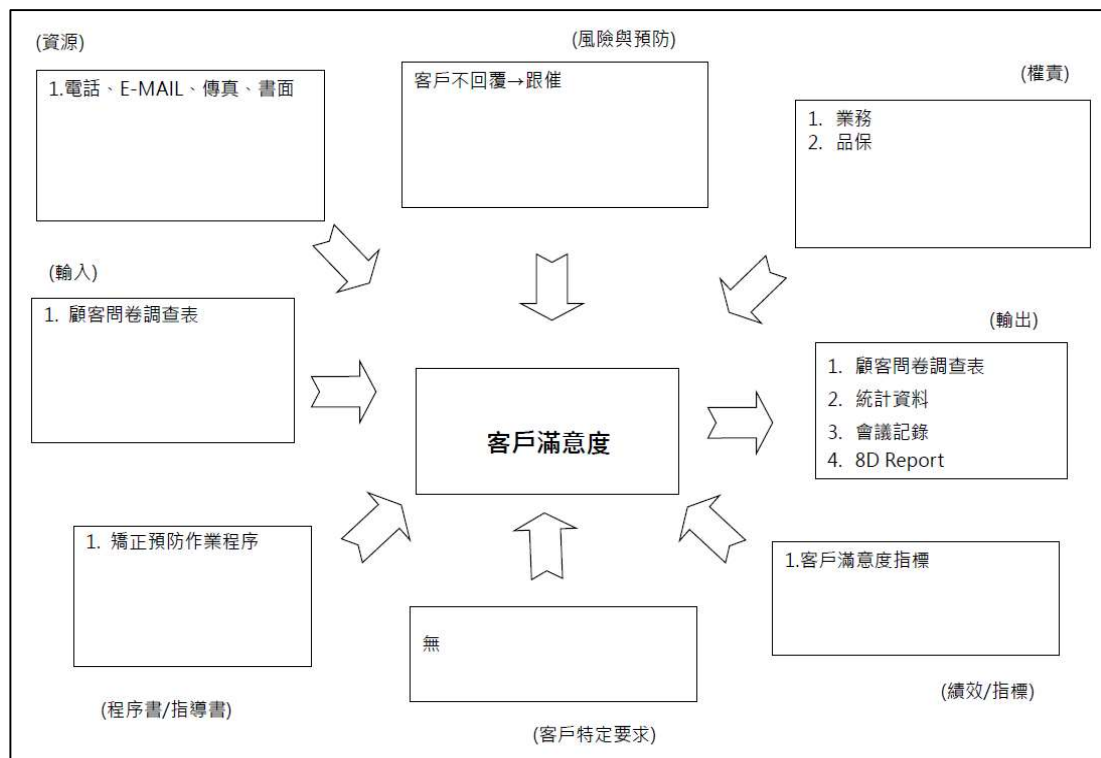 (資源)
1.電話、E-MAIL、傳真、書面
(風險與預防)
客戶不回覆→跟催
(權責)
1. 業務
2. 品保
(輸入)
1. 顧客問卷調查表
客戶滿意度
(輸出)
1. 顧客問卷調查表
2. 統計資料
3. 會議記錄
4. 8D Report
1. 矯正預防作業程序
(程序書/指導書)
無
(客戶特定要求)
1.客戶滿意度指標
(績效/指標)